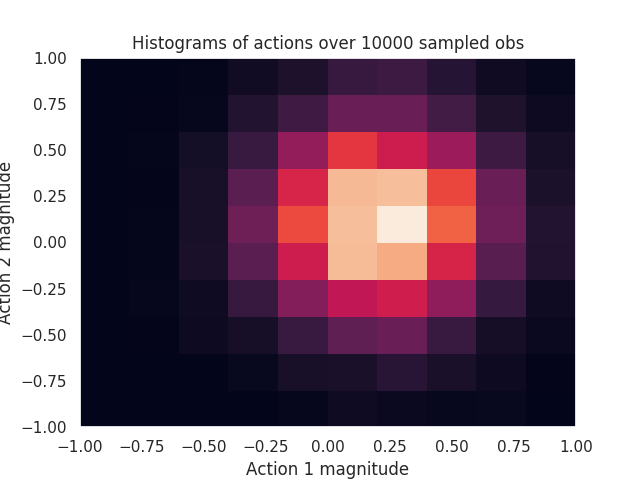 Histograms of actions over 10000 sampled obs
1.00
0.75
0.50
0.25
0.00
−0.25
−0.50
−0.75
−1.00
Action 2 magnitude
−1.00 −0.75 −0.50 −0.25 0.00 0.25 0.50 0.75 1.00
Action 1 magnitude